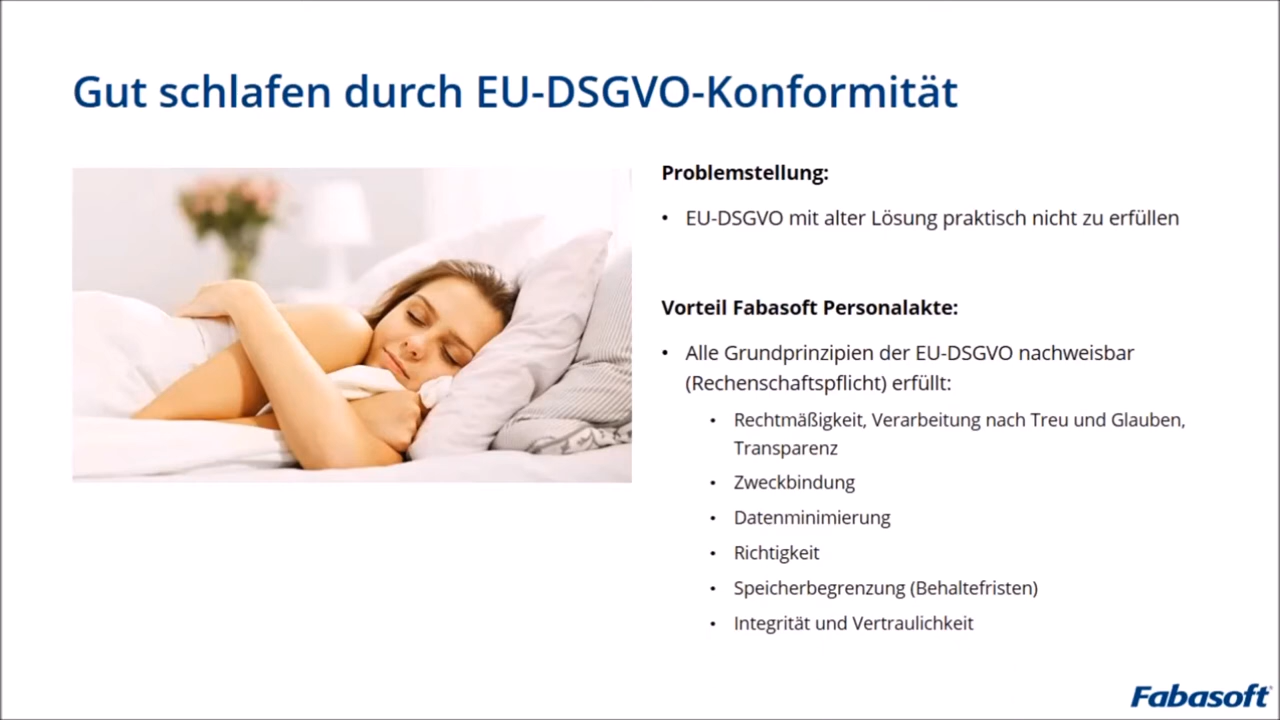 Gut schlafen durch EU-DSGVO-Konformität
Problemstellung:
• EU-DSGVO mit alter Lösung praktisch nicht zu erfüllen
Vorteil Fabasoft Personalakte:
• Alle Grundprinzipien der EU-DSGVO nachweisbar
(Rechenschaftspflicht) erfüllt:
• Rechtmäßigkeit, Verarbeitung nach Treu und Glauben,
Transparenz
• Zweckbindung
• Datenminimierung
• Richtigkeit
• Speicherbegrenzung (Behaltefristen)
• Integrität und Vertraulichkeit
Fabasoft